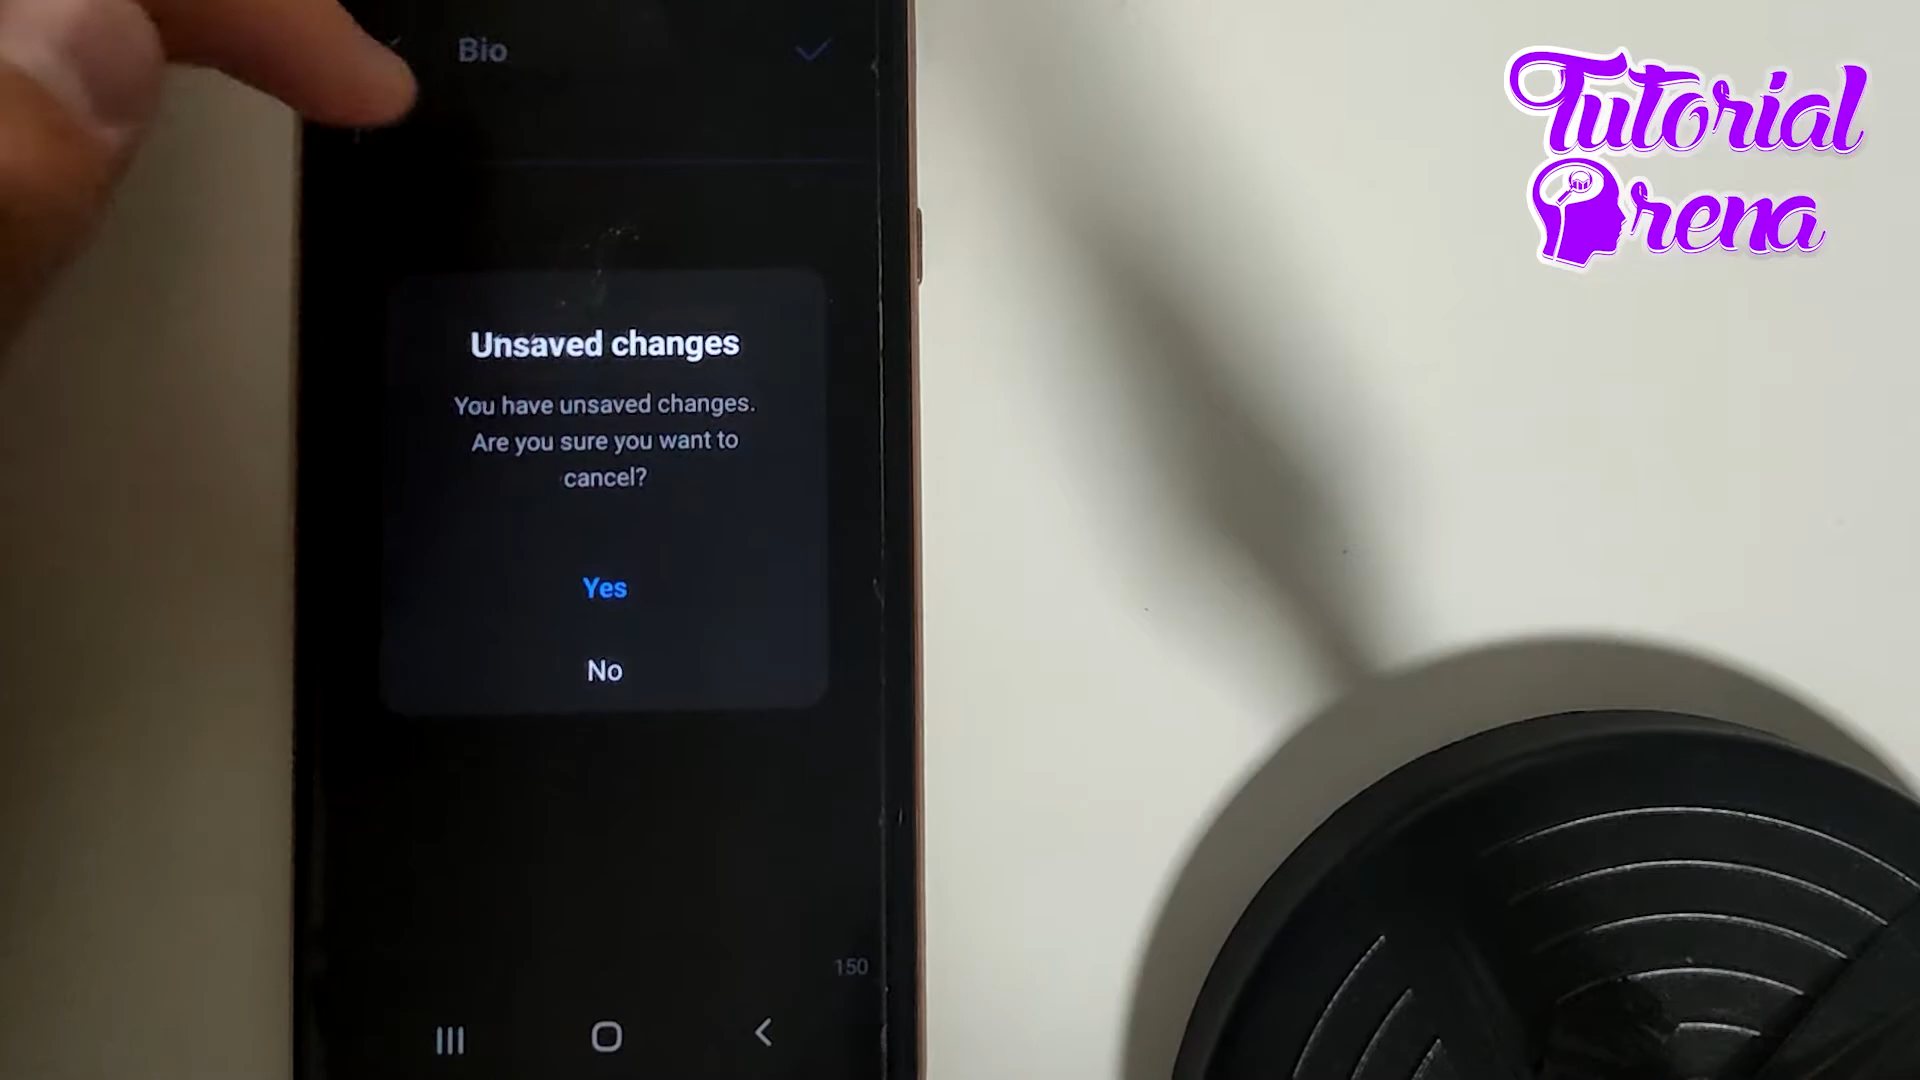 Bio
Unsaved changes
You have unsaved changes.
Are you sure you want to
cancel?
Yes
No
150
Tutorial
Arena